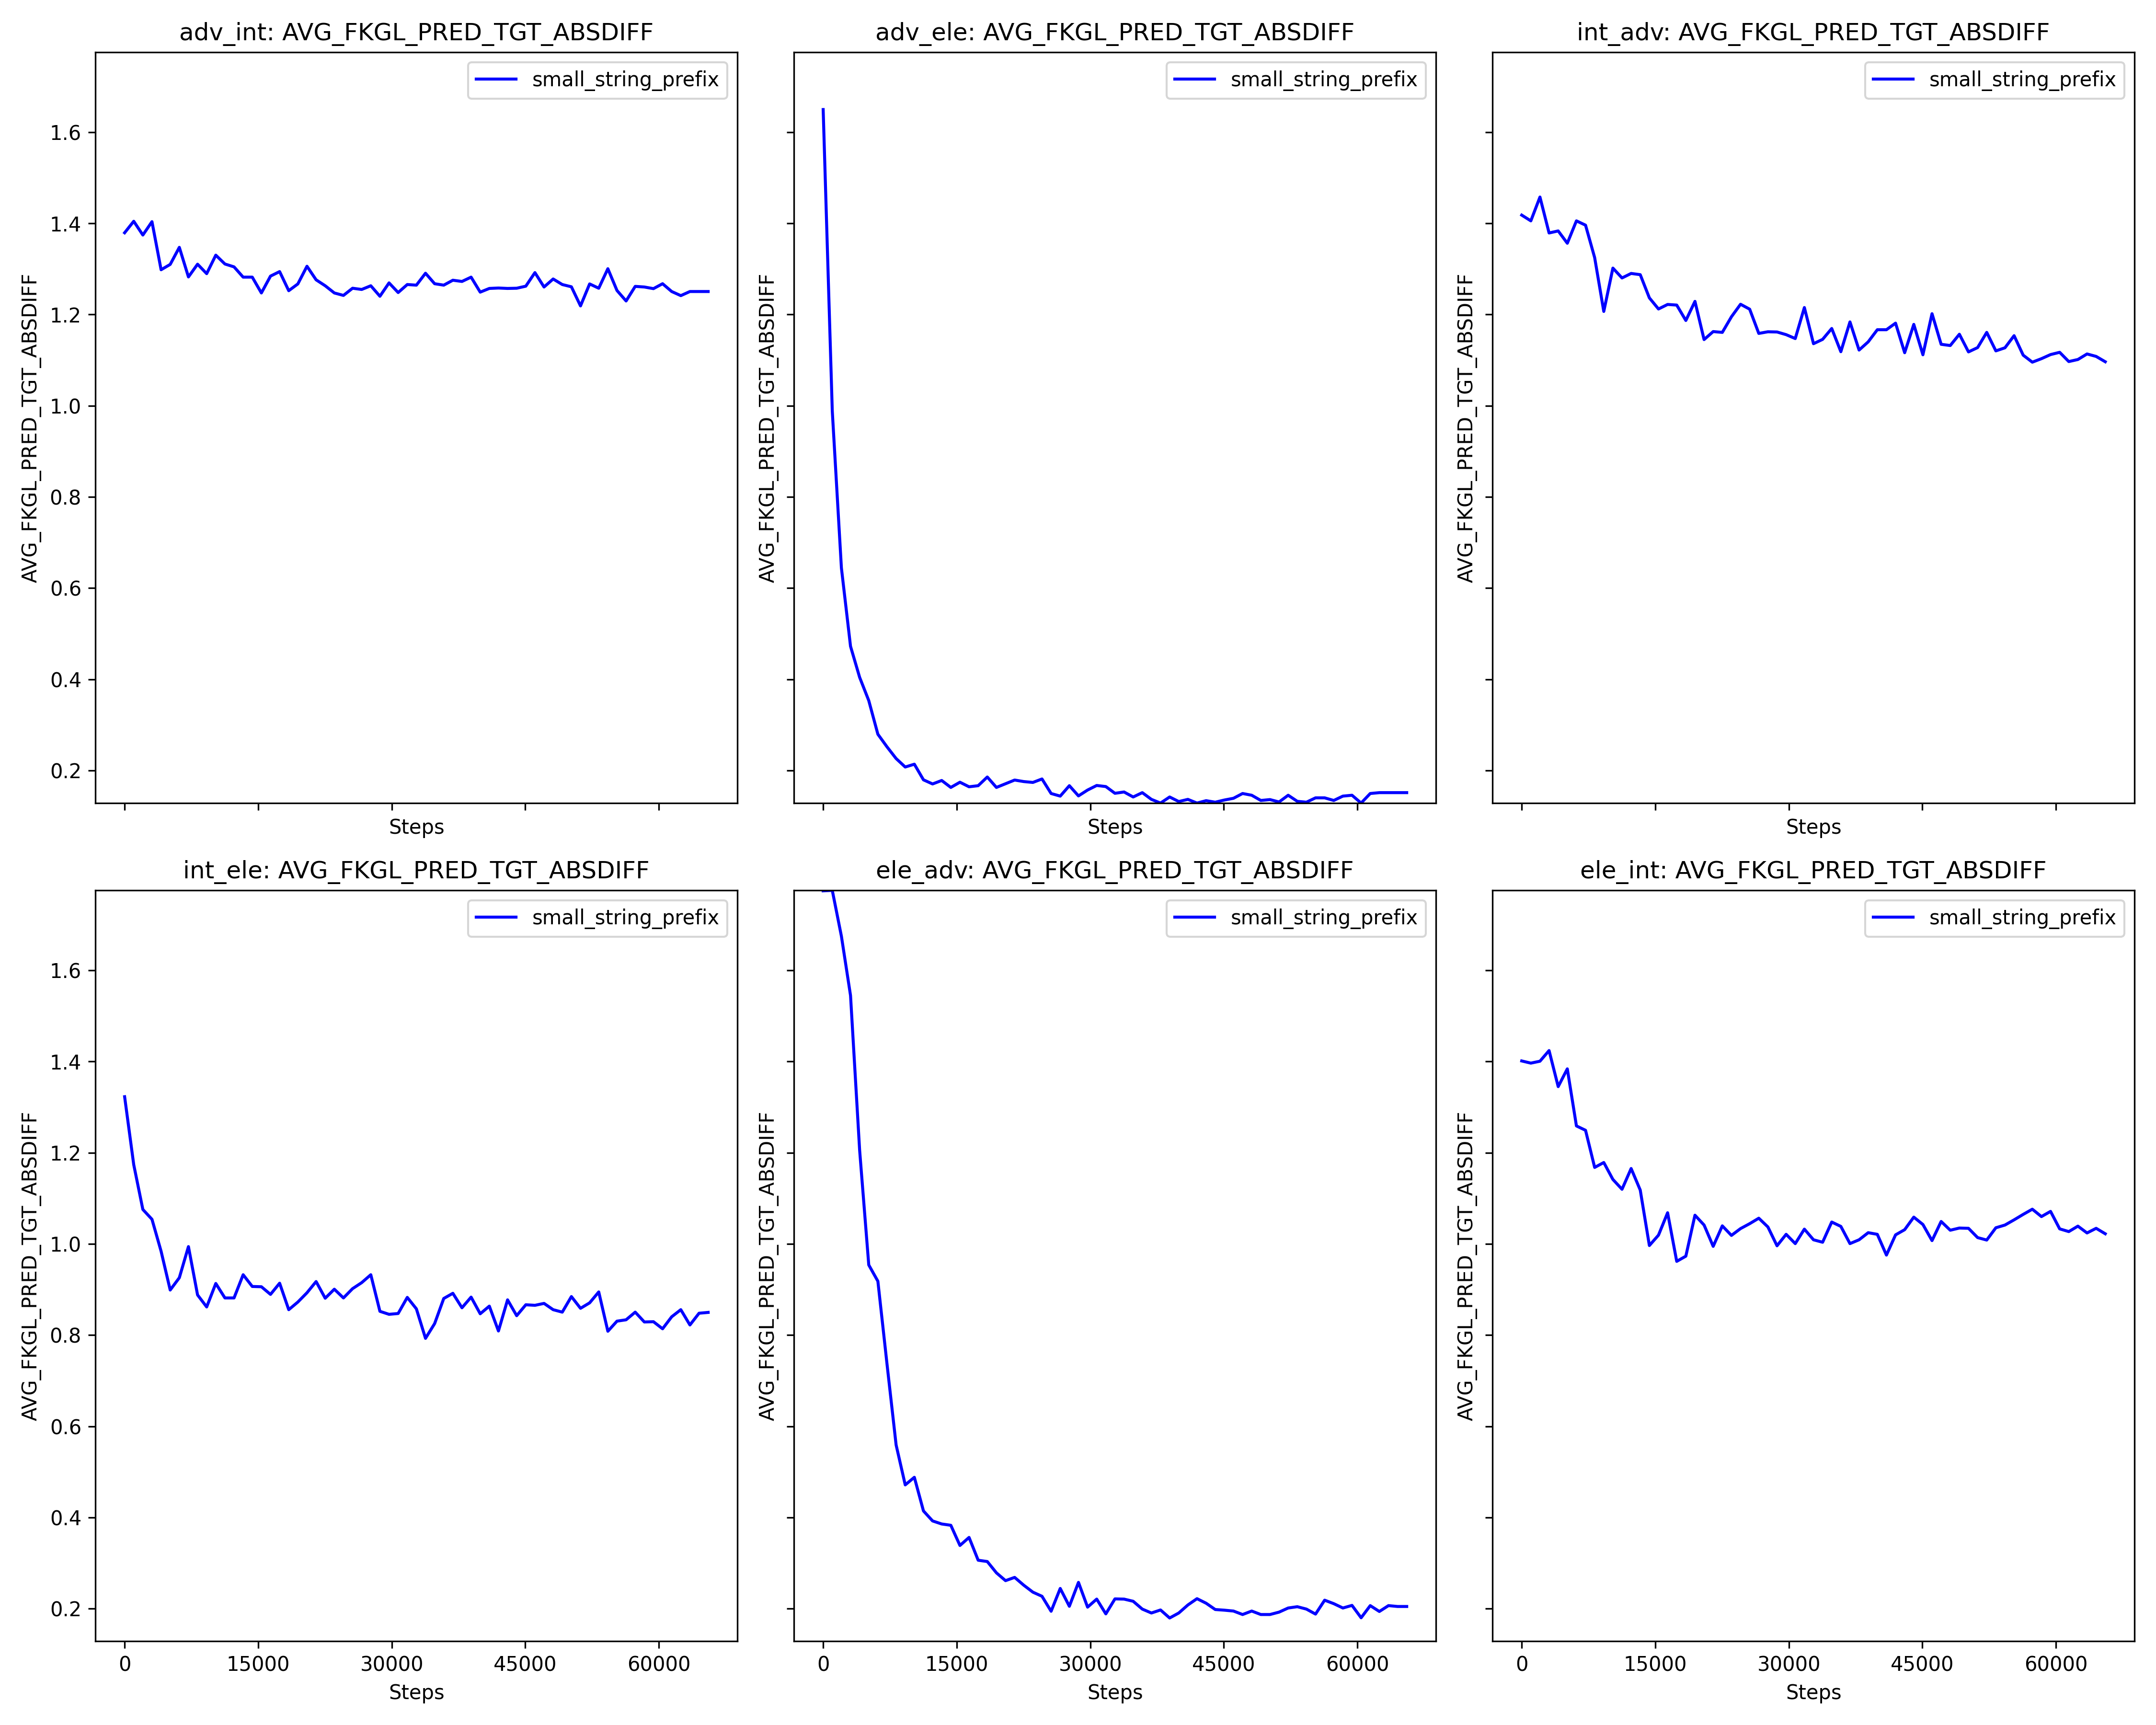 adv_int: AVG_FKGL_PRED_TGT_ABSDIFF
small_string_prefix
AVG_FKGL_PRED_TGT_ABSDIFF
1.6
1.4
1.2
1.0
0.8
0.6
0.4
0.2
Steps
adv_ele: AVG_FKGL_PRED_TGT_ABSDIFF
small_string_prefix
AVG_FKGL_PRED_TGT_ABSDIFF
Steps
int_adv: AVG_FKGL_PRED_TGT_ABSDIFF
small_string_prefix
AVG_FKGL_PRED_TGT_ABSDIFF
Steps
int_ele: AVG_FKGL_PRED_TGT_ABSDIFF
small_string_prefix
AVG_FKGL_PRED_TGT_ABSDIFF
1.6
1.4
1.2
1.0
0.8
0.6
0.4
0.2
0 15000 30000 45000 60000
Steps
ele_adv: AVG_FKGL_PRED_TGT_ABSDIFF
small_string_prefix
AVG_FKGL_PRED_TGT_ABSDIFF
0 15000 30000 45000 60000
Steps
ele_int: AVG_FKGL_PRED_TGT_ABSDIFF
small_string_prefix
AVG_FKGL_PRED_TGT_ABSDIFF
0 15000 30000 45000 60000
Steps